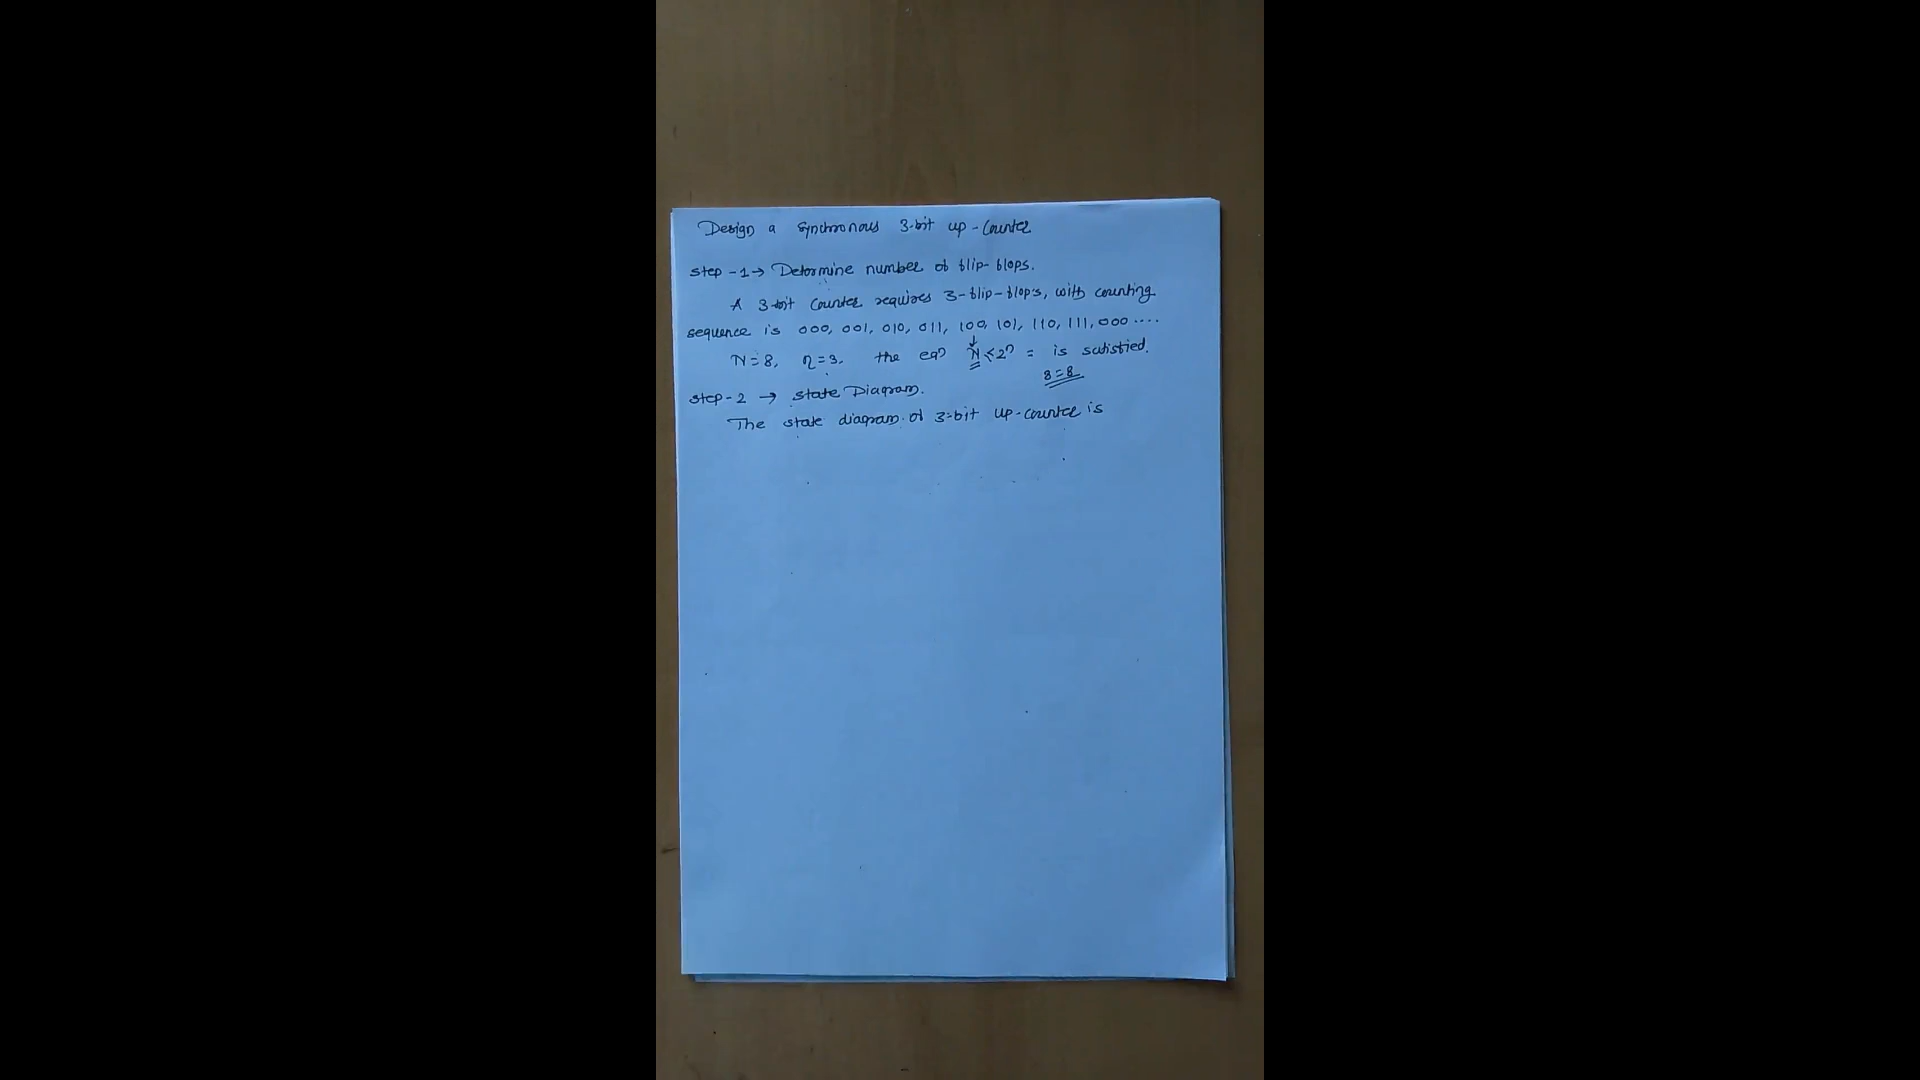 Design a Synchronous 3-bit up-Counter
Step-1→ Determine number of flip-flops.
A 3-bit Counter requires 3-flip-flops, with counting
sequence is 000, 001, 010, 011, 100, 101, 110, 111, 000....
N=8, n=3. the eqn N≤2ⁿ = is satisfied.
8=8
Step-2 → State Diagram.
The state diagram of 3-bit up-counter is